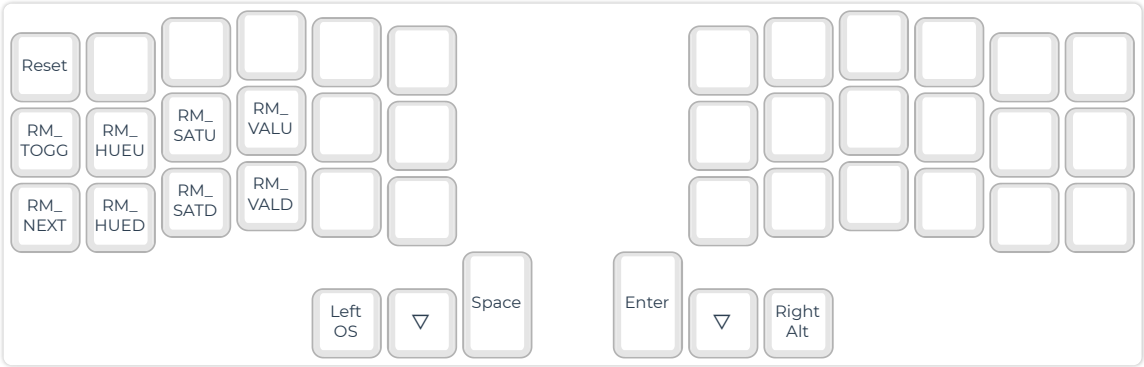 Reset
RM_
TOGG
RM_
HUEU
RM_
SATU
RM_
VALU
RM_
NEXT
RM_
HUED
RM_
SATD
RM_
VALD
Left
OS
▽
Space
Enter
▽
Right
Alt